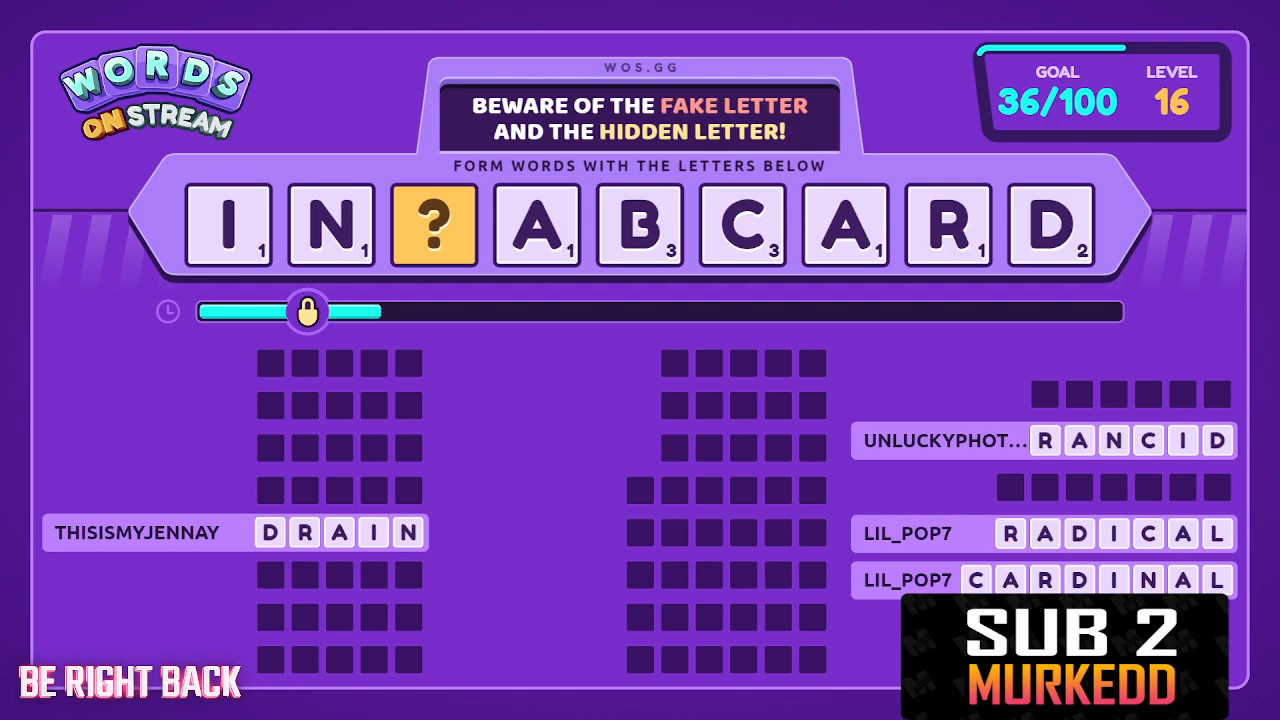 WORDS
ON STREAM
WOS.GG
BEWARE OF THE FAKE LETTER
AND THE HIDDEN LETTER!
GOAL
36/100
LEVEL
16
FORM WORDS WITH THE LETTERS BELOW
I 1 N 1 ? A 1 B 3 C 3 A 1 R 1 D 2
UNLUCKYPHOT... RANCID
THISISMYJENNAY DRAIN
LIL_POP7 RADICAL
LIL_POP7 CARDINAL
SUB 2
MURKEDD
BE RIGHT BACK